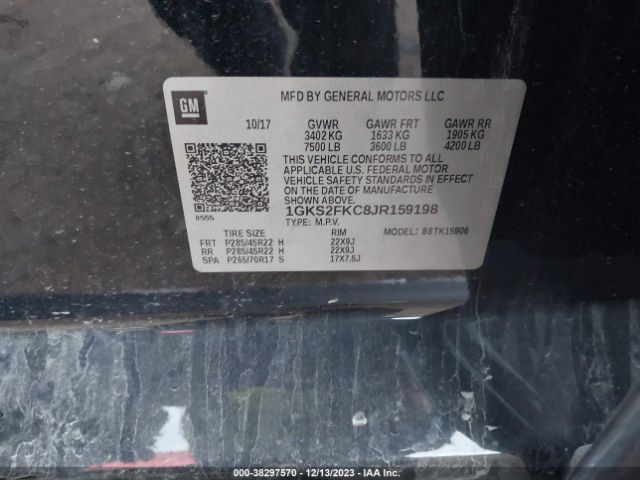 GM
MFD BY GENERAL MOTORS LLC
10/17 GVWR GAWR FRT GAWR RR
3402 KG 1633 KG 1905 KG
7500 LB 3600 LB 4200 LB
THIS VEHICLE CONFORMS TO ALL
APPLICABLE U.S. FEDERAL MOTOR
VEHICLE SAFETY STANDARDS IN
EFFECT ON THE DATE OF MANUFACTURE
SHOWN ABOVE.
8555
1GKS2FKC8JR159198
TYPE: M.P.V. MODEL: 88TK15906
TIRE SIZE RIM
FRT P285/45R22 H 22X9J
RR P285/45R22 H 22X9J
SPA P265/70R17 S 17X7.5J
000-38297570 - 12/13/2023 - IAA Inc.